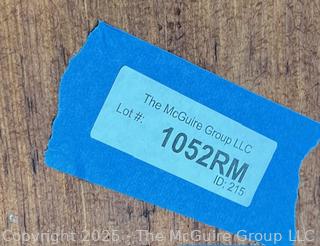 The McGuire Group LLC
Lot #:
1052RM
ID: 215
Copyright 2025 - The McGuire Group LLC